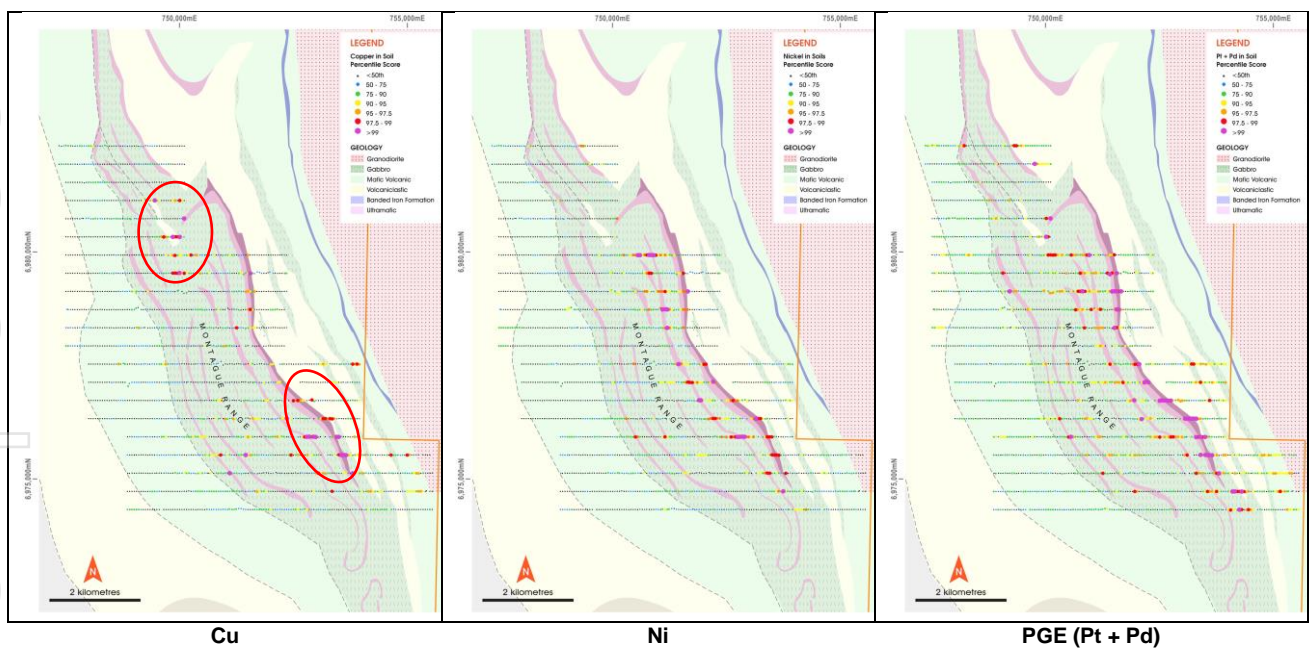 750,000mE
755,000mE
LEGEND
Copper in Soil
Percentile Score
<50th
50 - 75
75 - 90
90 - 95
95 - 97.5
97.5 - 99
>99
GEOLOGY
Granodiorite
Gabbro
Mafic Volcanic
Volcaniclastic
Banded Iron Formation
Ultramafic
6,980,000mN
MONTAGUE RANGE
6,975,000mN
N
2 kilometres
Cu
750,000mE
755,000mE
LEGEND
Nickel in Soils
Percentile Score
<50th
50 - 75
75 - 90
90 - 95
95 - 97.5
97.5 - 99
>99
GEOLOGY
Granodiorite
Gabbro
Mafic Volcanic
Volcaniclastic
Banded Iron Formation
Ultramafic
6,980,000mN
MONTAGUE RANGE
6,975,000mN
N
2 kilometres
Ni
750,000mE
755,000mE
LEGEND
Pt + Pd in Soil
Percentile Score
<50th
50 - 75
75 - 90
90 - 95
95 - 97.5
97.5 - 99
>99
GEOLOGY
Granodiorite
Gabbro
Mafic Volcanic
Volcaniclastic
Banded Iron Formation
Ultramafic
6,980,000mN
MONTAGUE RANGE
6,975,000mN
N
2 kilometres
PGE (Pt + Pd)